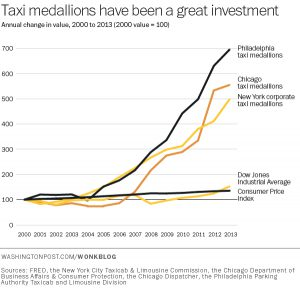 Taxi medallions have been a great investment
Annual change in value, 2000 to 2013 (2000 value = 100)
700
600
500
400
300
200
100
0
Philadelphia
taxi medallions
Chicago
taxi medallions
New York corporate
taxi medallions
Dow Jones
Industrial Average
Consumer Price
Index
2000 2001 2002 2003 2004 2005 2006 2007 2008 2009 2010 2011 2012 2013
WASHINGTONPOST.COM/WONKBLOG
Sources: FRED, the New York City Taxicab & Limousine Commission, the Chicago Department of
Business Affairs & Consumer Protection, the Chicago Dispatcher, the Philadelphia Parking
Authority Taxicab and Limousine Division